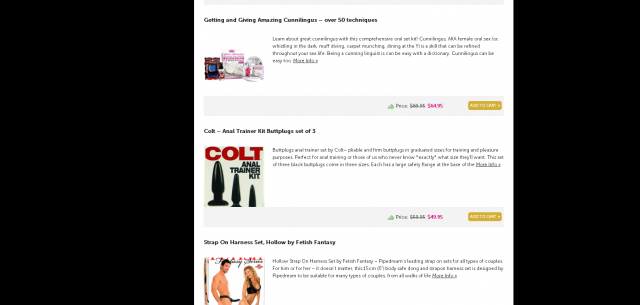 Getting and Giving Amazing Cunnilingus – over 50 techniques
Learn about great cunnilingus with this comprehensive oral sex kit! Cunnilingus, AKA female oral sex (or,
whistling in the dark, muff diving, carpet munching, dining at the Y) is a skill that can be refined
throughout your sex life. Being a cunning linguist is can be easy with a dictionary. Cunnilingus can be
easy too. More Info »
Price: $64.95
ADD TO CART »
Colt – Anal Trainer Kit Buttplugs set of 3
COLT
ANAL
TRAINER
KIT
Buttplugs anal trainer set by Colt– pliable and firm buttplugs in graduated sizes for training and pleasure
purposes. Perfect for anal training or those of us who never know *exactly* what size they'll want. This set
of three black buttplugs come in three sizes. Each has a large safety flange at the base of the More Info »
Price: $49.95
ADD TO CART »
Strap On Harness Set, Hollow by Fetish Fantasy
Hollow Strap On Harness Set by Fetish Fantasy – Pipedream's leading strap on sets for all types of couples.
For him or for her – it doesn't matter, this 15cm (6") body safe dong and strapon harness set is designed by
Pipedream to be suitable for many types of couples, from all walks of life More Info »